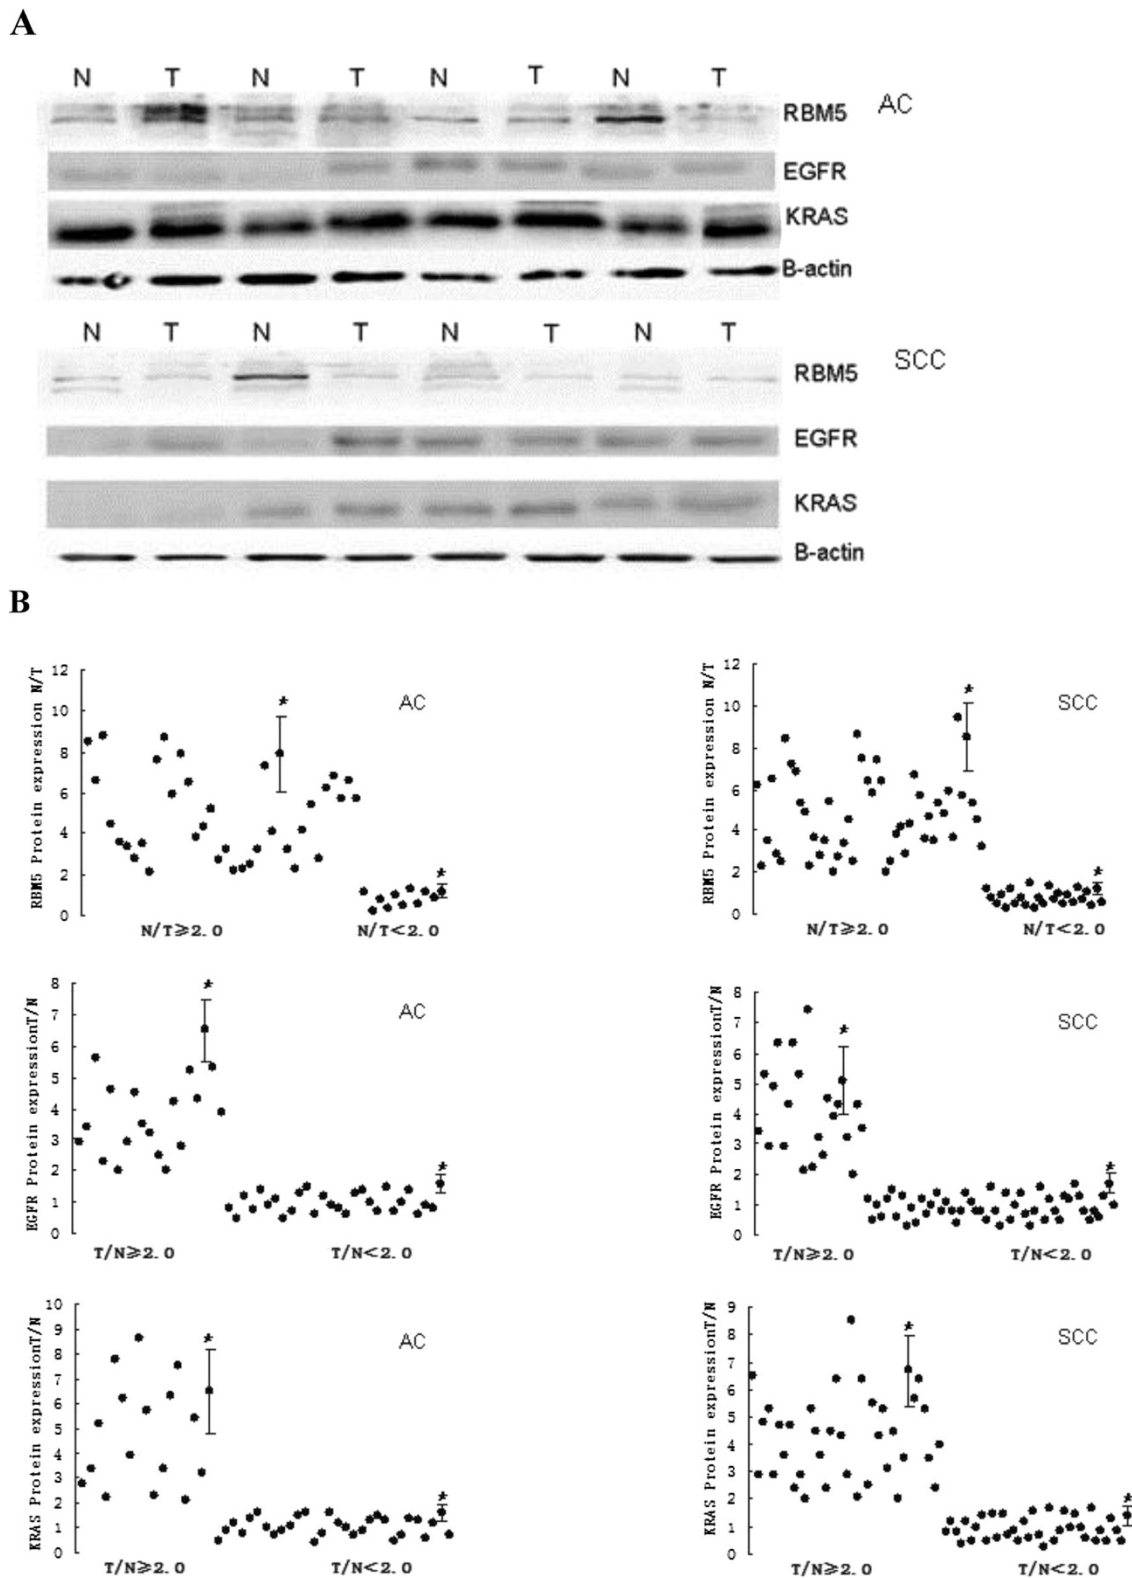 A
N T N T N T N T
RBM5 AC
EGFR
KRAS
B-actin
N T N T N T N T
RBM5 SCC
EGFR
KRAS
B-actin
B
RBM5 Protein expression N/T
12
10
8
6
4
2
0
*
AC
*
N/T≥2.0 N/T<2.0
RBM5 Protein expression N/T
12
10
8
6
4
2
0
*
SCC
*
N/T≥2.0 N/T<2.0
EGFR Protein expressionT/N
8
7
6
5
4
3
2
1
0
*
AC
*
T/N≥2.0 T/N<2.0
EGFR Protein expressionT/N
8
7
6
5
4
3
2
1
0
*
SCC
*
T/N≥2.0 T/N<2.0
KRAS Protein expressionT/N
10
9
8
7
6
5
4
3
2
1
0
*
AC
*
T/N≥2.0 T/N<2.0
KRAS Protein expressionT/N
9
8
7
6
5
4
3
2
1
0
*
SCC
*
T/N≥2.0 T/N<2.0